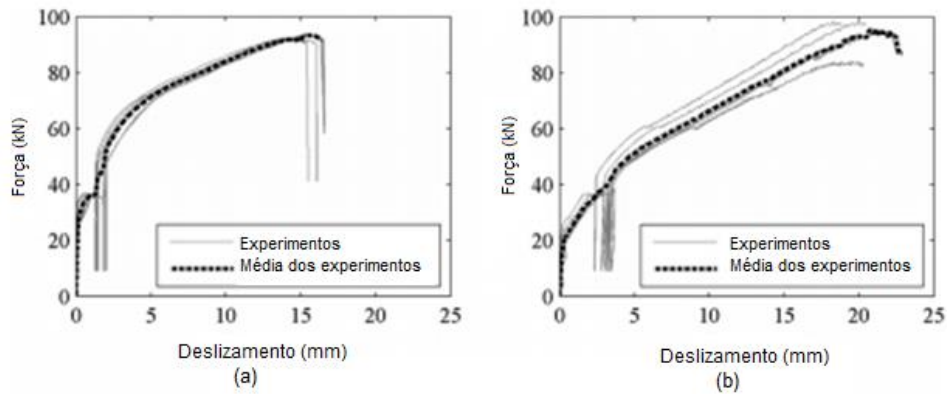 100
80
60
40
20
0
Força (kN)
Experimentos
Média dos experimentos
0 5 10 15 20 25
Deslizamento (mm)
(a)
100
80
60
40
20
0
Força (kN)
Experimentos
Média dos experimentos
0 5 10 15 20 25
Deslizamento (mm)
(b)